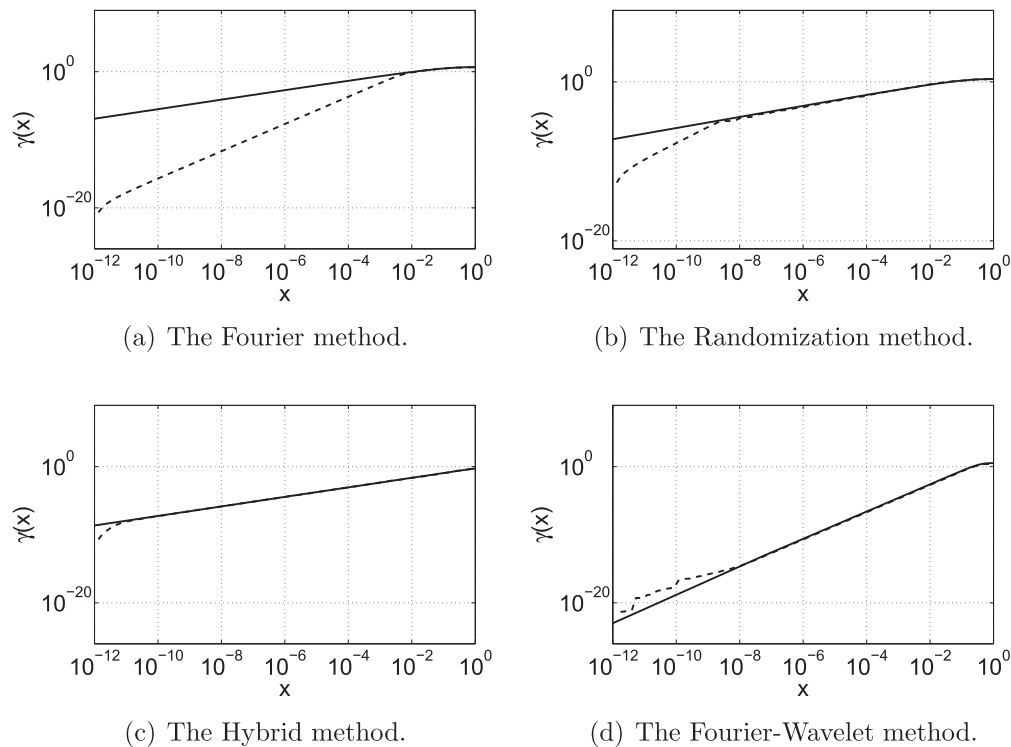 10^0
10^−20
γ(x)
10^−12 10^−10 10^−8 10^−6 10^−4 10^−2 10^0
x
(a) The Fourier method.
10^0
10^−20
γ(x)
10^−12 10^−10 10^−8 10^−6 10^−4 10^−2 10^0
x
(b) The Randomization method.
10^0
10^−20
γ(x)
10^−12 10^−10 10^−8 10^−6 10^−4 10^−2 10^0
x
(c) The Hybrid method.
10^0
10^−20
γ(x)
10^−12 10^−10 10^−8 10^−6 10^−4 10^−2 10^0
x
(d) The Fourier-Wavelet method.